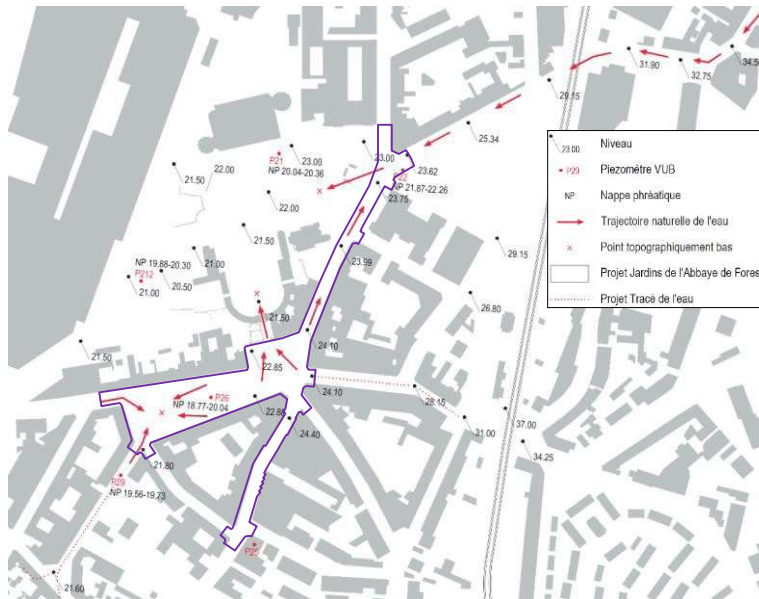 34.50
31.90
32.75
29.15
25.34
23.00
Niveau
P29
Piezomètre VUB
NP
Nappe phréatique
Trajectoire naturelle de l'eau
Point topographiquement bas
Projet Jardins de l'Abbaye de Fores
Projet Tracé de l'eau
P21
NP 20.04-20.36
23.00
23.00
23.62
P22
NP 21.87-22.26
23.75
22.00
21.50
22.00
21.50
23.99
29.15
NP 19.88-20.30
21.00
P212
20.50
21.00
26.80
21.50
21.50
24.10
22.85
24.10
28.15
P26
NP 18.77-20.04
22.85
24.40
31.00
37.00
34.25
21.80
P29
NP 19.56-19.73
P25
21.60